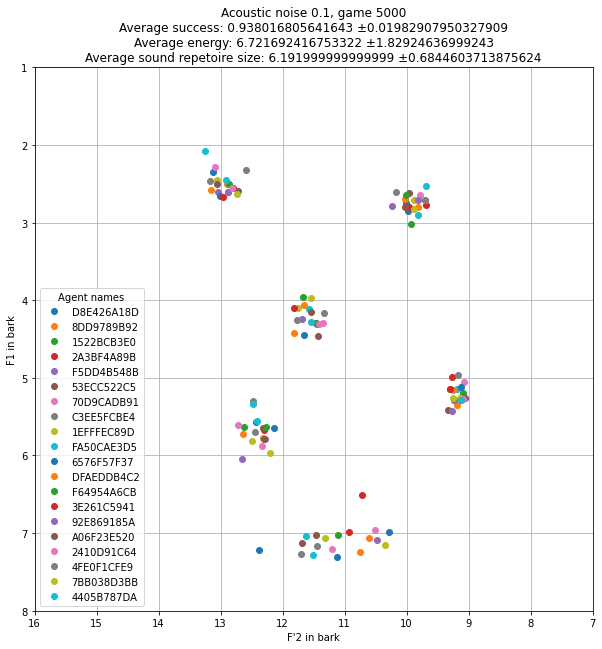 Acoustic noise 0.1, game 5000
Average success: 0.938016805641643 ±0.01982907950327909
Average energy: 6.721692416753322 ±1.82924636999243
Average sound repetoire size: 6.191999999999999 ±0.6844603713875624
1
2
3
4
5
6
7
8
F1 in bark
Agent names
D8E426A18D
8DD9789B92
1522BCB3E0
2A3BF4A89B
F5DD4B548B
53ECC522C5
70D9CADB91
C3EE5FCBE4
1EFFFEC89D
FA50CAE3D5
6576F57F37
DFAEDDB4C2
F64954A6CB
3E261C5941
92E869185A
A06F23E520
2410D91C64
4FE0F1CFE9
7BB038D3BB
4405B787DA
16 15 14 13 12 11 10 9 8 7
F'2 in bark